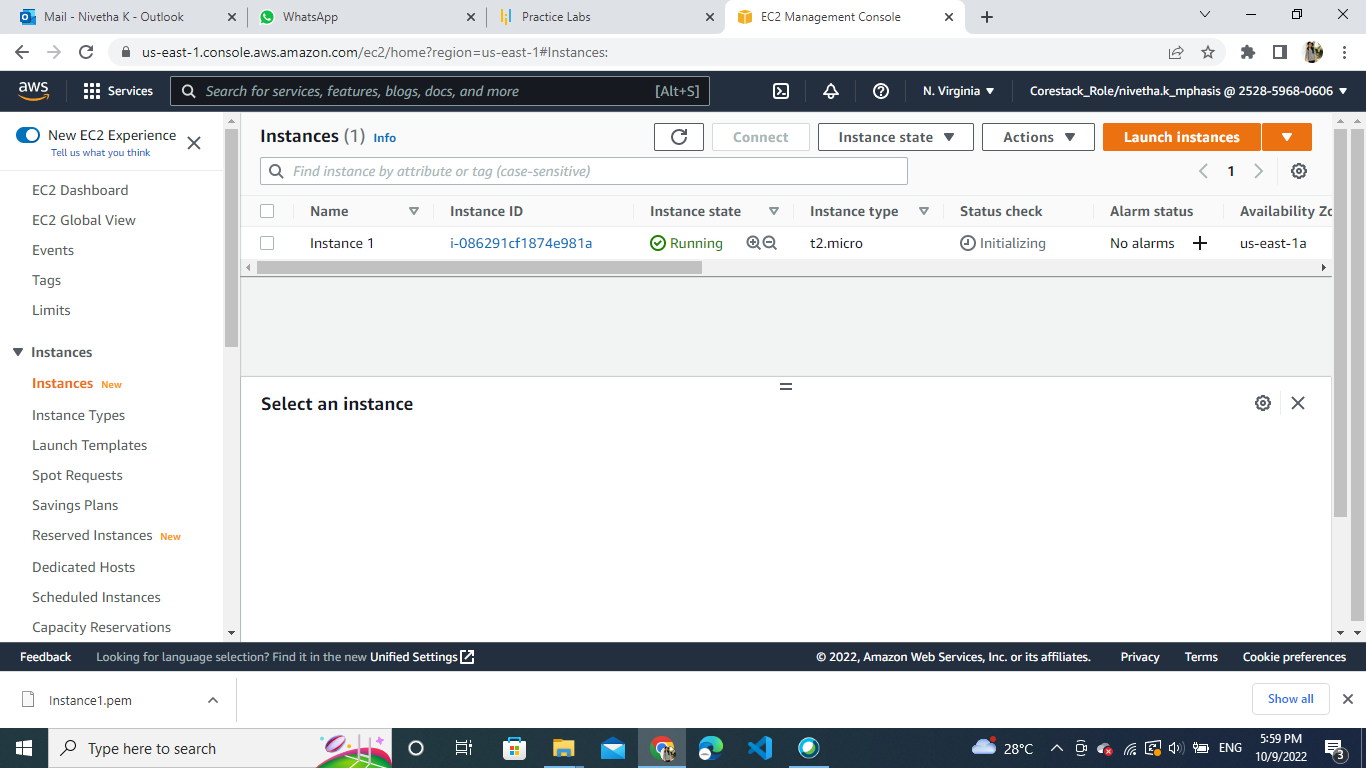 Mail - Nivetha K - Outlook
WhatsApp
Practice Labs
EC2 Management Console
us-east-1.console.aws.amazon.com/ec2/home?region=us-east-1#Instances:
aws
Services
Search for services, features, blogs, docs, and more
[Alt+S]
N. Virginia
Corestack_Role/nivetha.k_mphasis @ 2528-5968-0606
New EC2 Experience
Tell us what you think
EC2 Dashboard
EC2 Global View
Events
Tags
Limits
Instances
Instances New
Instance Types
Launch Templates
Spot Requests
Savings Plans
Reserved Instances New
Dedicated Hosts
Scheduled Instances
Capacity Reservations
Instances (1) Info
Connect
Instance state
Actions
Launch instances
Find instance by attribute or tag (case-sensitive)
1
Name Instance ID Instance state Instance type Status check Alarm status Availability Zo
Instance 1 i-086291cf1874e981a Running t2.micro Initializing No alarms us-east-1a
Select an instance
Feedback
Looking for language selection? Find it in the new Unified Settings
© 2022, Amazon Web Services, Inc. or its affiliates.
Privacy
Terms
Cookie preferences
Instance1.pem
Show all
Type here to search
28°C
ENG
5:59 PM
10/9/2022
3